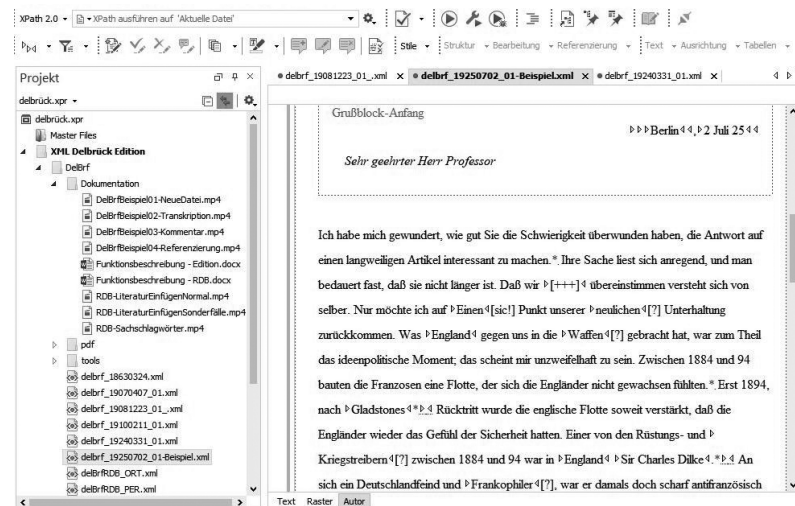 XPath 2.0 XPath ausführen auf 'Aktuelle Datei'
Stile Struktur Bearbeitung Referenzierung Text Ausrichtung Tabellen
Projekt
delbrück.xpr
delbrück.xpr
Master Files
XML Delbrück Edition
DelBrf
Dokumentation
DelBrfBeispiel01-NeueDatei.mp4
DelBrfBeispiel02-Transkription.mp4
DelBrfBeispiel03-Kommentar.mp4
DelBrfBeispiel04-Referenzierung.mp4
Funktionsbeschreibung - Edition.docx
Funktionsbeschreibung - RDB.docx
RDB-LiteraturEinfügenNormal.mp4
RDB-LiteraturEinfügenSonderfälle.mp4
RDB-Sachschlagwörter.mp4
pdf
tools
delbrf_18630324.xml
delbrf_19070407_01.xml
delbrf_19081223_01_.xml
delbrf_19100211_01.xml
delbrf_19240331_01.xml
delbrf_19250702_01-Beispiel.xml
delBrfRDB_ORT.xml
delBrfRDB_PER.xml
delbrf_19081223_01_.xml delbrf_19250702_01-Beispiel.xml delbrf_19240331_01.xml
Grußblock-Anfang
Berlin, 2 Juli 25
Sehr geehrter Herr Professor
Ich habe mich gewundert, wie gut Sie die Schwierigkeit überwunden haben, die Antwort auf
einen langweiligen Artikel interessant zu machen.* Ihre Sache liest sich anregend, und man
bedauert fast, daß sie nicht länger ist. Daß wir [+++] übereinstimmen versteht sich von
selber. Nur möchte ich auf Einen[sic!] Punkt unserer neulichen[?] Unterhaltung
zurückkommen. Was England gegen uns in die Waffen[?] gebracht hat, war zum Theil
das ideenpolitische Moment; das scheint mir unzweifelhaft zu sein. Zwischen 1884 und 94
bauten die Franzosen eine Flotte, der sich die Engländer nicht gewachsen fühlten.* Erst 1894,
nach Gladstones* Rücktritt wurde die englische Flotte soweit verstärkt, daß die
Engländer wieder das Gefühl der Sicherheit hatten. Einer von den Rüstungs- und
Kriegstreibern[?] zwischen 1884 und 94 war in England Sir Charles Dilke.* An
sich ein Deutschlandfeind und Frankophiler[?], war er damals doch scharf antifranzösisch
Text Raster Autor